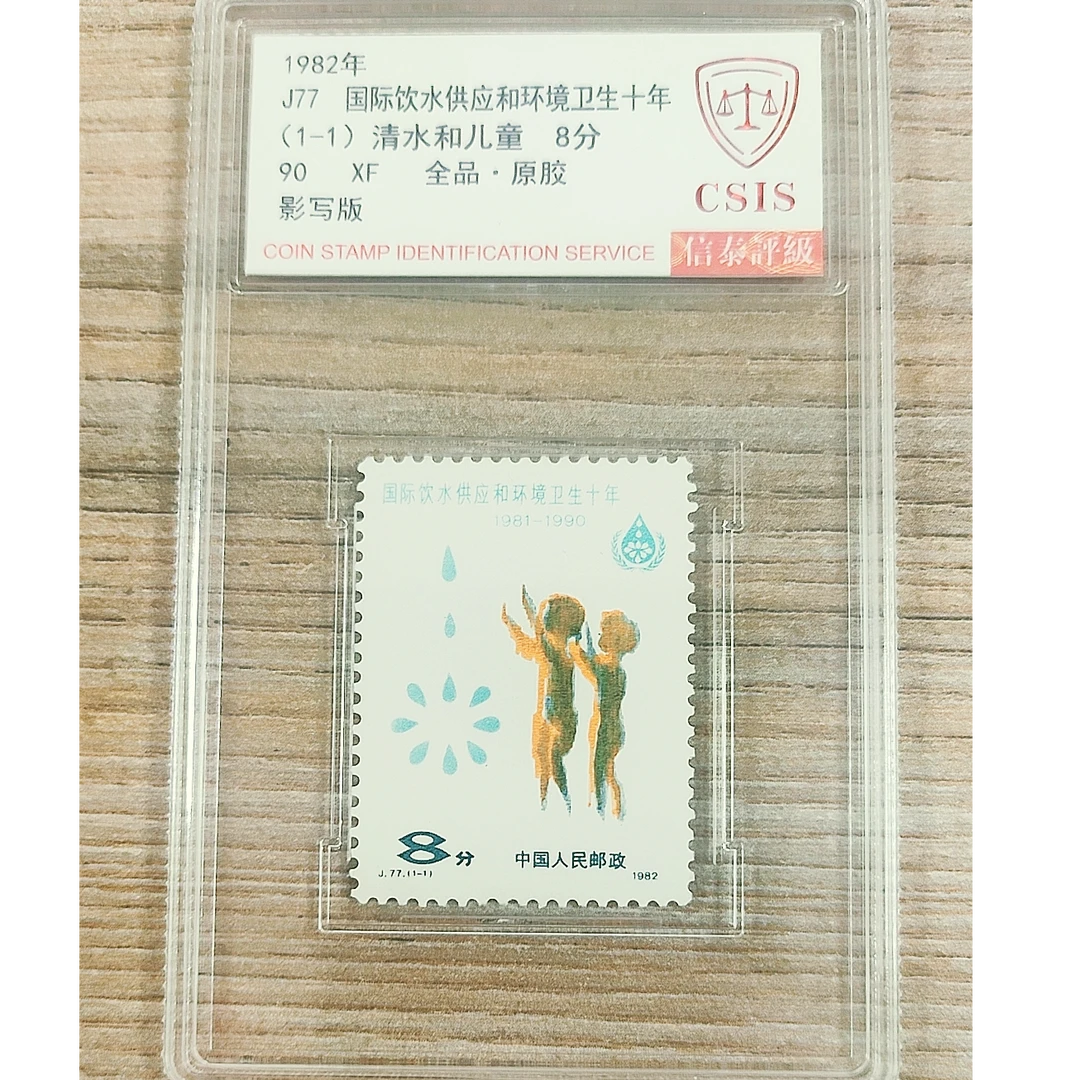 1982年
J77 国际饮水供应和环境卫生十年
(1-1) 清水和儿童 8分
90 XF 全品·原胶
影写版
CSIS
COIN STAMP IDENTIFICATION SERVICE
信泰評級
国际饮水供应和环境卫生十年
1981-1990
8分
中国人民邮政
J.77.(1-1)
1982